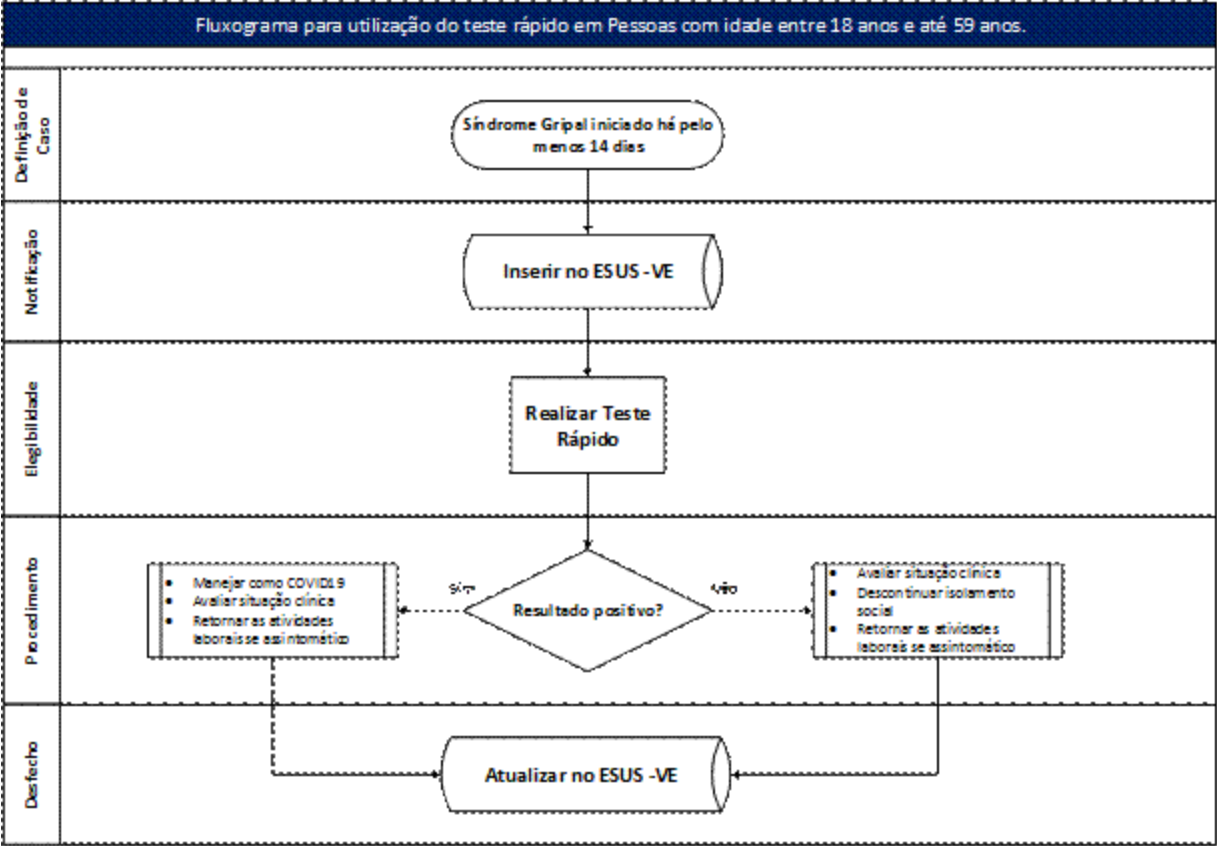 Fluxograma para utilização do teste rápido em Pessoas com idade entre 18 anos e até 59 anos.
Definição de
Caso
Síndrome Gripal iniciado há pelo
menos 14 dias
Notificação
Inserir no ESUS -VE
Elegibilidade
Realizar Teste
Rápido
Procedimento
• Manejar como COVID19
• Avaliar situação clínica
• Retornar as atividades
laborais se assintomático
Sim
Resultado positivo?
Não
• Avaliar situação clínica
• Descontinuar isolamento
social
• Retornar as atividades
laborais se assintomático
Desfecho
Atualizar no ESUS -VE